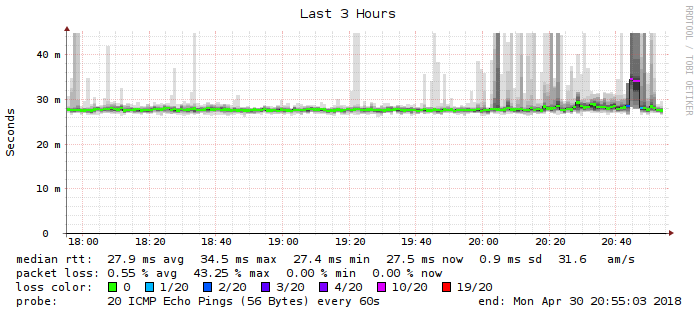 Last 3 Hours
RRDTOOL / TOBI OETIKER
Seconds
40 m
30 m
20 m
10 m
0
18:00 18:20 18:40 19:00 19:20 19:40 20:00 20:20 20:40
median rtt: 27.9 ms avg 34.5 ms max 27.4 ms min 27.5 ms now 0.9 ms sd 31.6 am/s
packet loss: 0.55 % avg 43.25 % max 0.00 % min 0.00 % now
loss color: 0 1/20 2/20 3/20 4/20 10/20 19/20
probe: 20 ICMP Echo Pings (56 Bytes) every 60s end: Mon Apr 30 20:55:03 2018